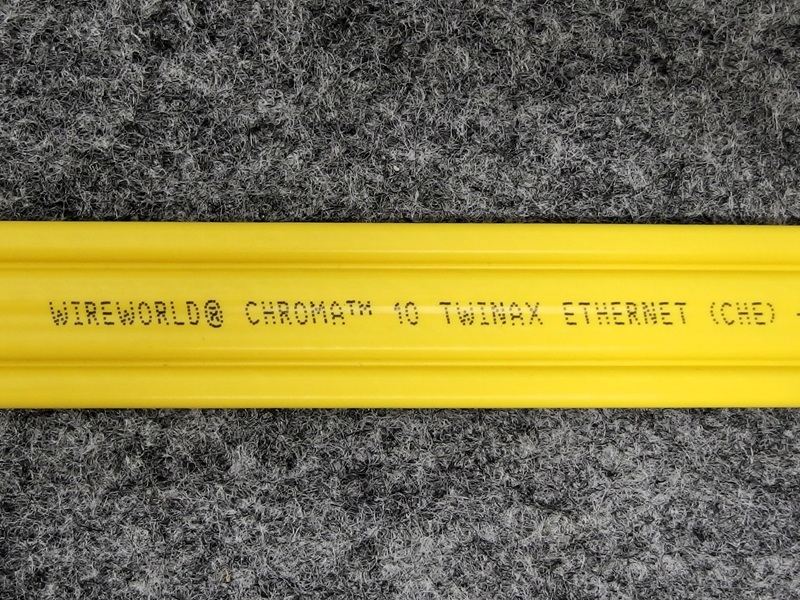 WIREWORLD® CHROMA™ 10 TWINAX ETHERNET (CHE) -